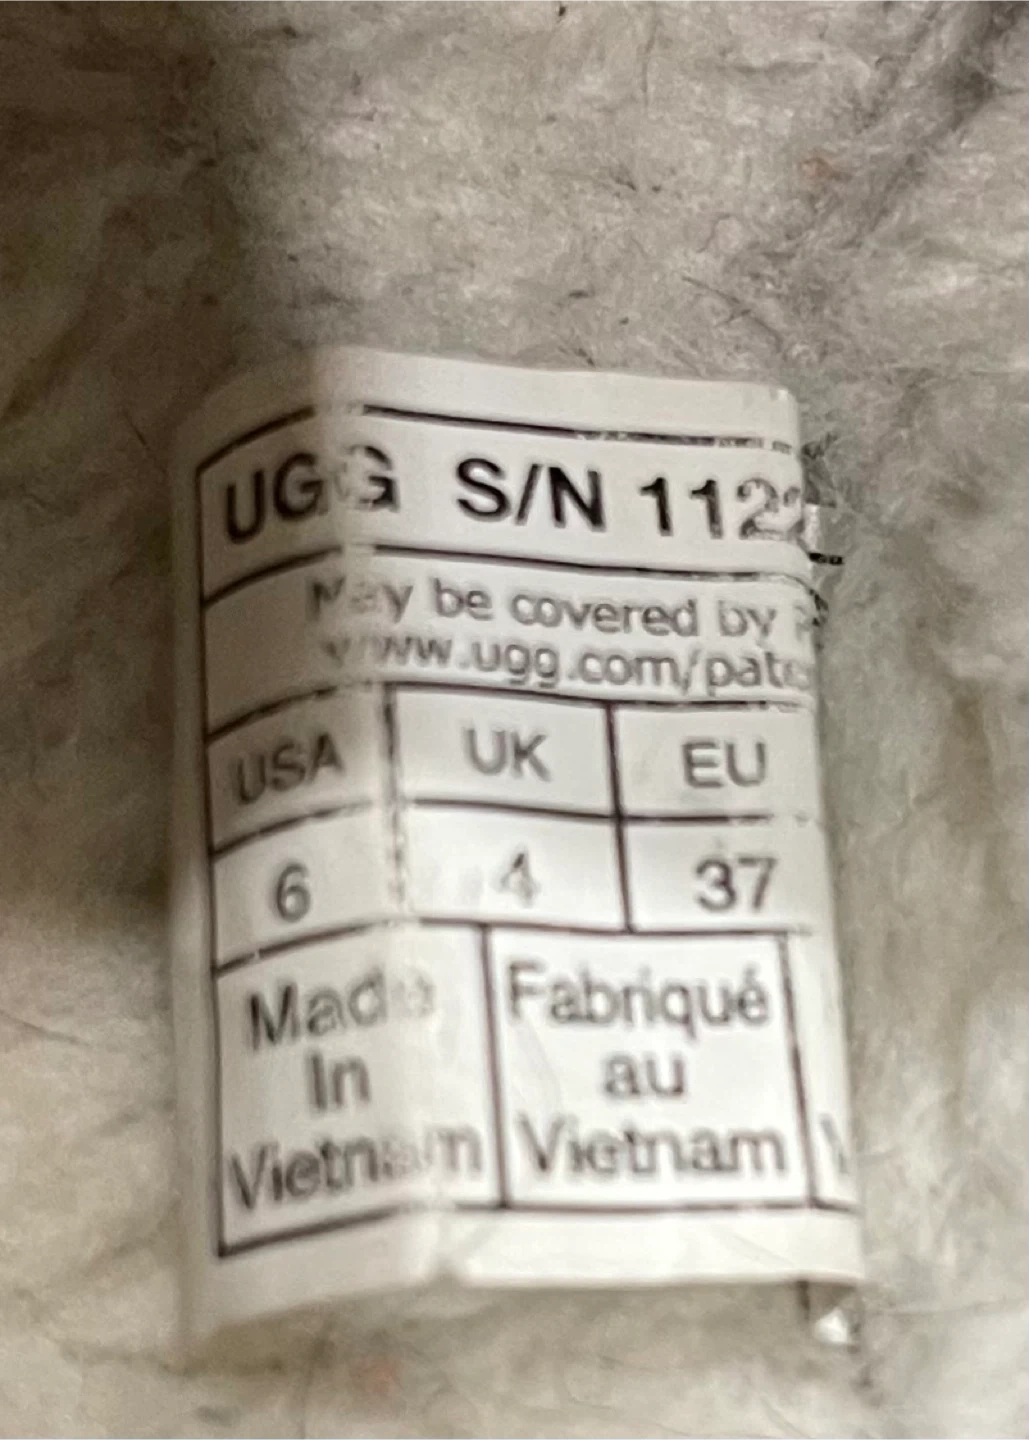 UGG S/N 112
May be covered by
www.ugg.com/pate
USA UK EU
6 4 37
Made Fabriqué
In au
Vietnam Vietnam